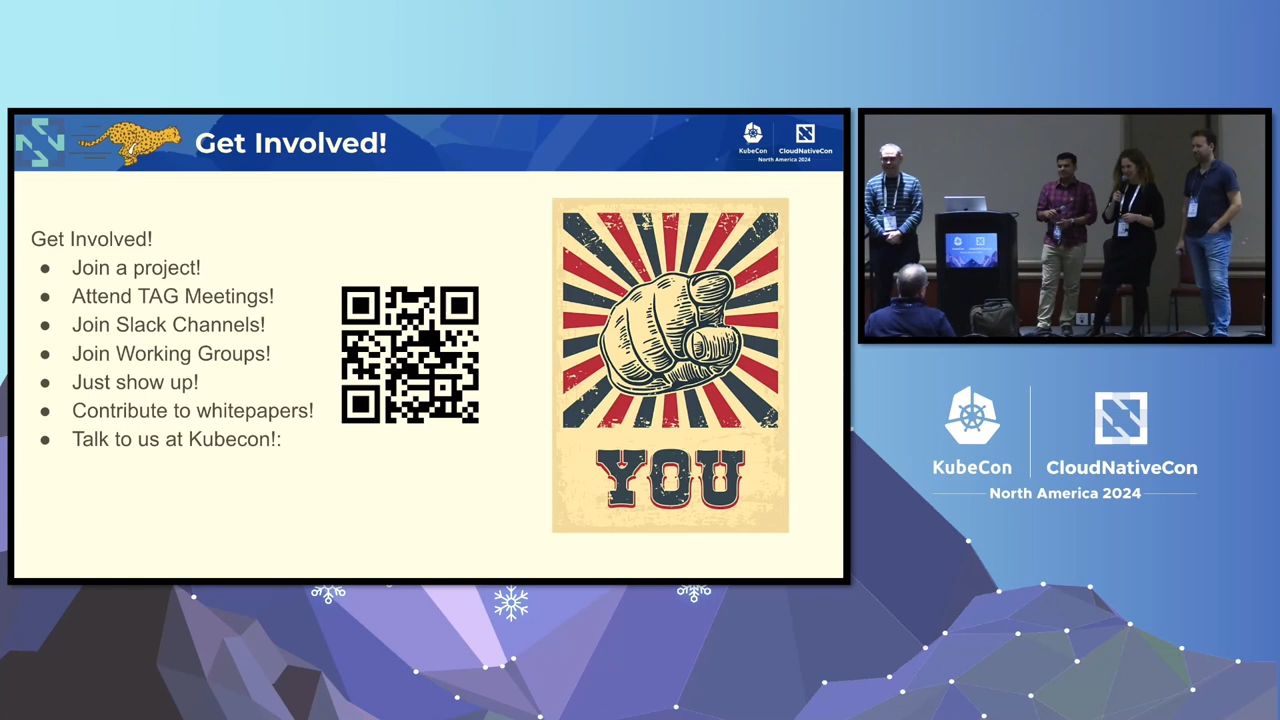 Get Involved!
KubeCon
CloudNativeCon
North America 2024
Get Involved!
● Join a project!
● Attend TAG Meetings!
● Join Slack Channels!
● Join Working Groups!
● Just show up!
● Contribute to whitepapers!
● Talk to us at Kubecon!:
YOU
KubeCon
CloudNativeCon
North America 2024